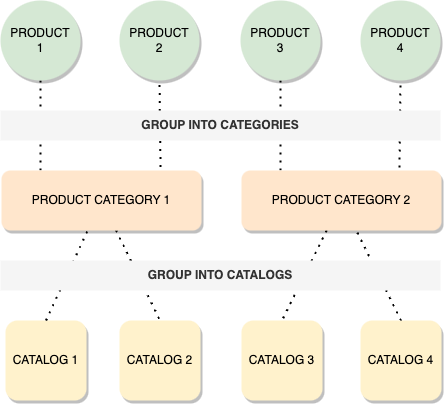 PRODUCT PRODUCT PRODUCT PRODUCT
1 2 3 4
GROUP INTO CATEGORIES
PRODUCT CATEGORY 1 PRODUCT CATEGORY 2
GROUP INTO CATALOGS
CATALOG 1 CATALOG 2 CATALOG 3 CATALOG 4